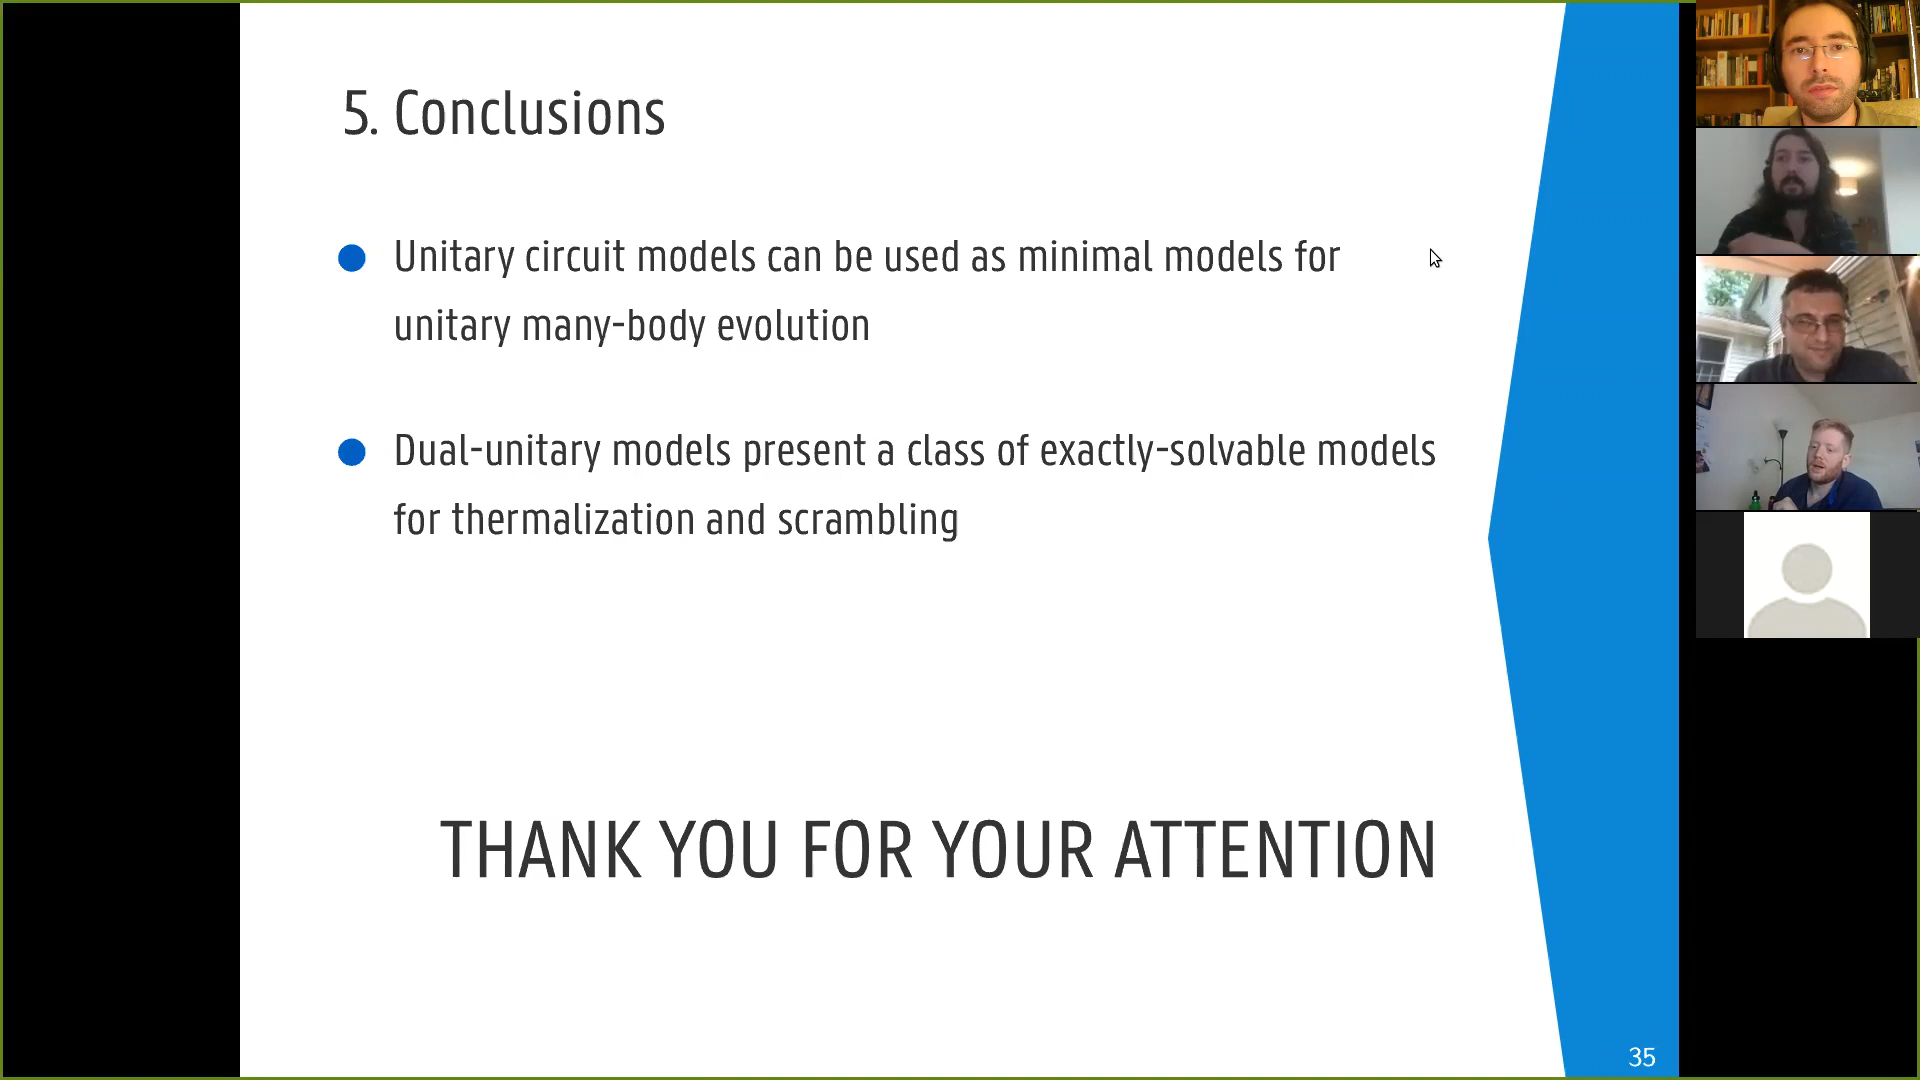 5. Conclusions
Unitary circuit models can be used as minimal models for
unitary many-body evolution
Dual-unitary models present a class of exactly-solvable models
for thermalization and scrambling
THANK YOU FOR YOUR ATTENTION
35